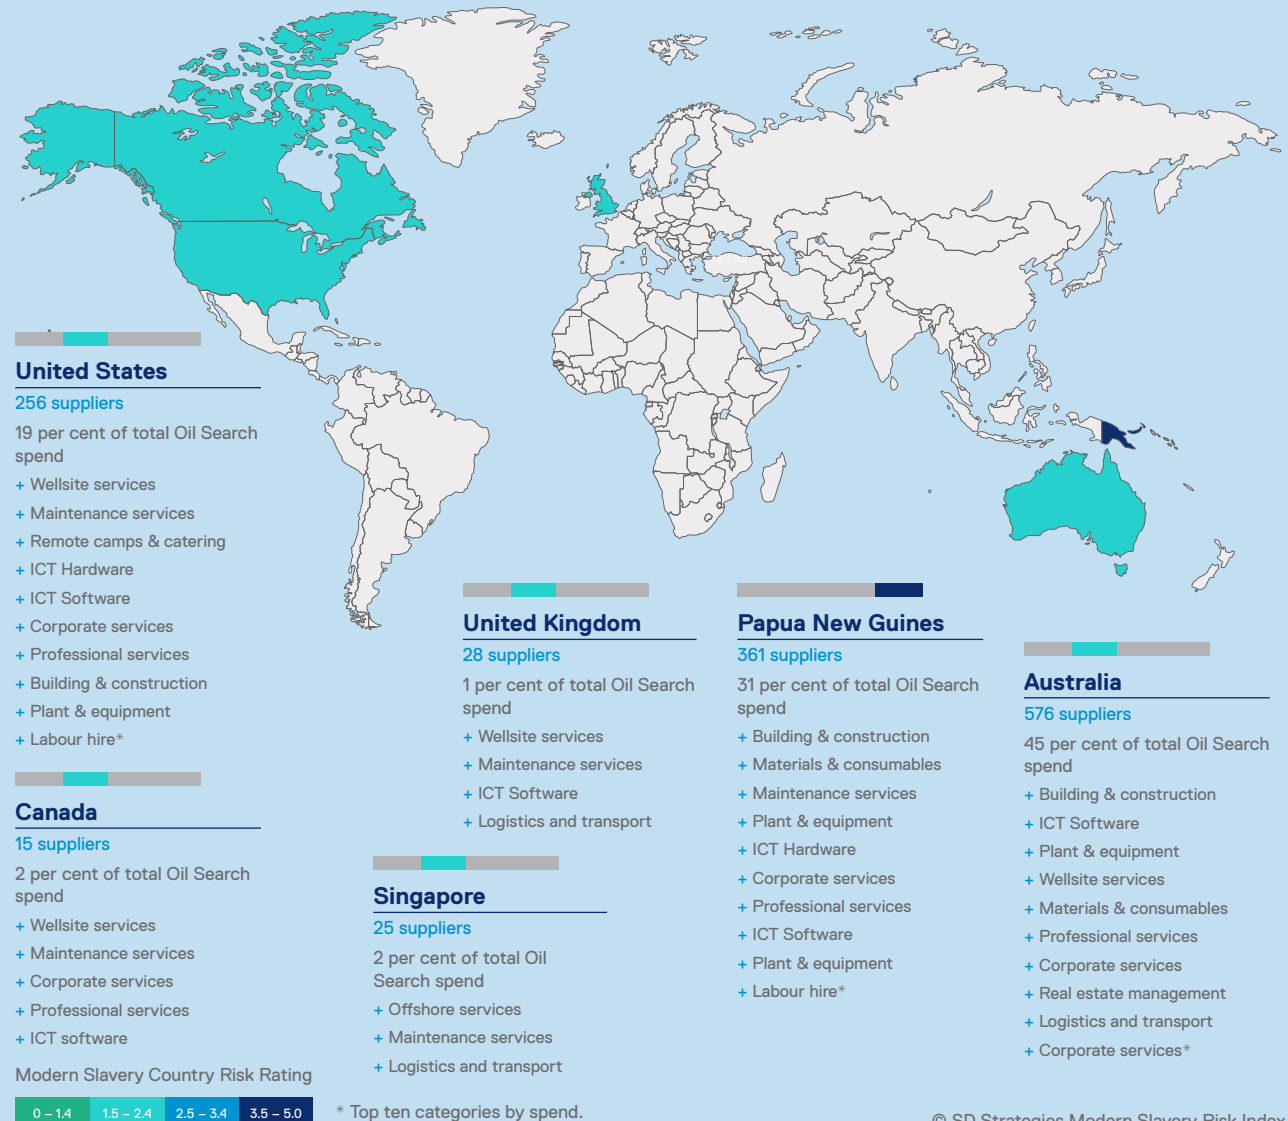 United States
256 suppliers
19 per cent of total Oil Search
spend
+ Wellsite services
+ Maintenance services
+ Remote camps & catering
+ ICT Hardware
+ ICT Software
+ Corporate services
+ Professional services
+ Building & construction
+ Plant & equipment
+ Labour hire*
Canada
15 suppliers
2 per cent of total Oil Search
spend
+ Wellsite services
+ Maintenance services
+ Corporate services
+ Professional services
+ ICT software
United Kingdom
28 suppliers
1 per cent of total Oil Search
spend
+ Wellsite services
+ Maintenance services
+ ICT Software
+ Logistics and transport
Singapore
25 suppliers
2 per cent of total Oil
Search spend
+ Offshore services
+ Maintenance services
+ Logistics and transport
Papua New Guines
361 suppliers
31 per cent of total Oil Search
spend
+ Building & construction
+ Materials & consumables
+ Maintenance services
+ Plant & equipment
+ ICT Hardware
+ Corporate services
+ Professional services
+ ICT Software
+ Plant & equipment
+ Labour hire*
Australia
576 suppliers
45 per cent of total Oil Search
spend
+ Building & construction
+ ICT Software
+ Plant & equipment
+ Wellsite services
+ Materials & consumables
+ Professional services
+ Corporate services
+ Real estate management
+ Logistics and transport
+ Corporate services*
Modern Slavery Country Risk Rating
0 – 1.4 1.5 – 2.4 2.5 – 3.4 3.5 – 5.0
* Top ten categories by spend.
© SD Strategies Modern Slavery Risk Index